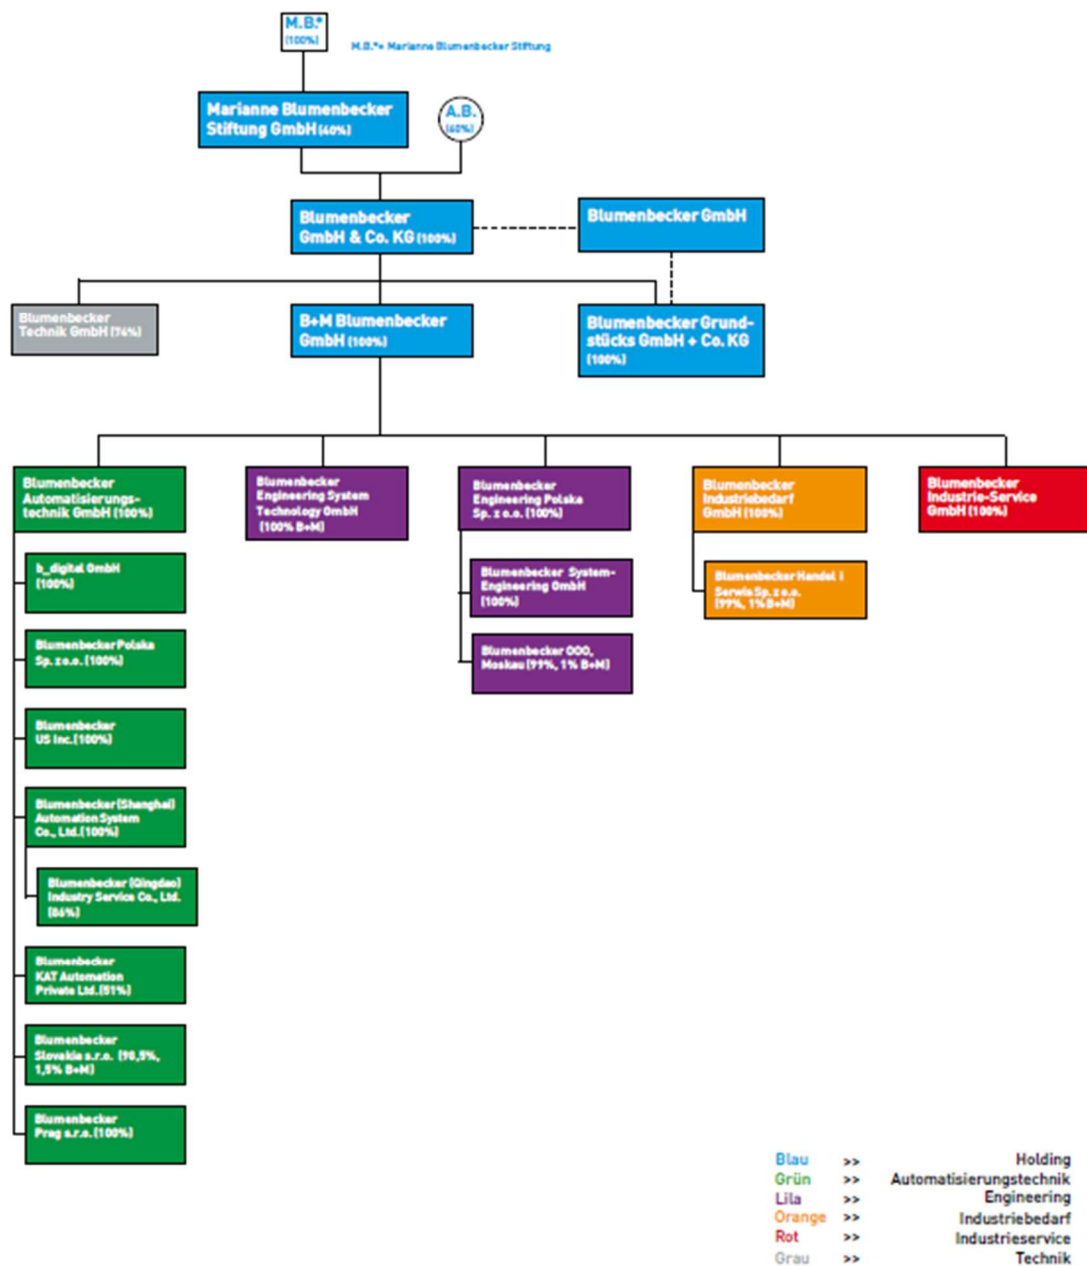 M.B.*
(100%)
M.B.*= Marianne Blumenbecker Stiftung
Marianne Blumenbecker
Stiftung GmbH (40%)
A.B.
(60%)
Blumenbecker
GmbH & Co. KG (100%)
Blumenbecker GmbH
Blumenbecker
Technik GmbH (74%)
B+M Blumenbecker
GmbH (100%)
Blumenbecker Grund-
stücks GmbH + Co. KG
(100%)
Blumenbecker
Automatisierungs-
technik GmbH (100%)
Blumenbecker
Engineering System
Technology GmbH
(100% B+M)
Blumenbecker
Engineering Polska
Sp. z o.o. (100%)
Blumenbecker
Industriebedarf
GmbH (100%)
Blumenbecker
Industrie-Service
GmbH (100%)
b_digital GmbH
(100%)
Blumenbecker Polska
Sp. z o.o. (100%)
Blumenbecker
US Inc. (100%)
Blumenbecker (Shanghai)
Automation System
Co., Ltd. (100%)
Blumenbecker (Qingdao)
Industry Service Co., Ltd.
(86%)
Blumenbecker
KAT Automation
Private Ltd. (51%)
Blumenbecker
Slovakia s.r.o. (98,5%,
1,5% B+M)
Blumenbecker
Prag s.r.o. (100%)
Blumenbecker System-
Engineering GmbH
(100%)
Blumenbecker OOO,
Moskau (99%, 1% B+M)
Blumenbecker Handel i
Serwis Sp. z o.o.
(99%, 1% B+M)
Blau >> Holding
Grün >> Automatisierungstechnik
Lila >> Engineering
Orange >> Industriebedarf
Rot >> Industrieservice
Grau >> Technik